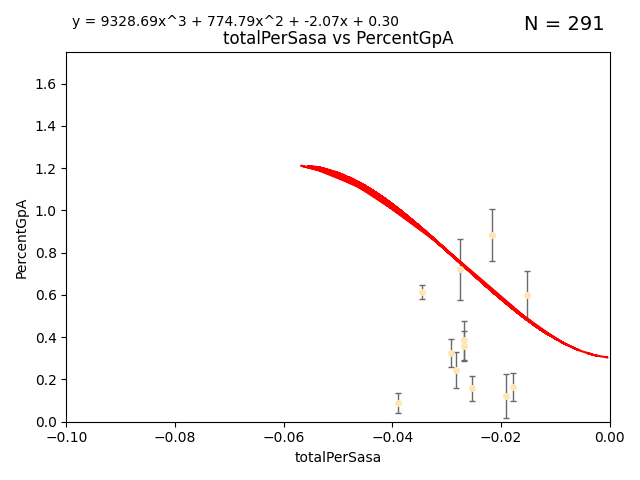 y = 9328.69x^3 + 774.79x^2 + -2.07x + 0.30
N = 291
totalPerSasa vs PercentGpA
1.6
1.4
1.2
1.0
0.8
0.6
0.4
0.2
0.0
PercentGpA
−0.10 −0.08 −0.06 −0.04 −0.02 0.00
totalPerSasa